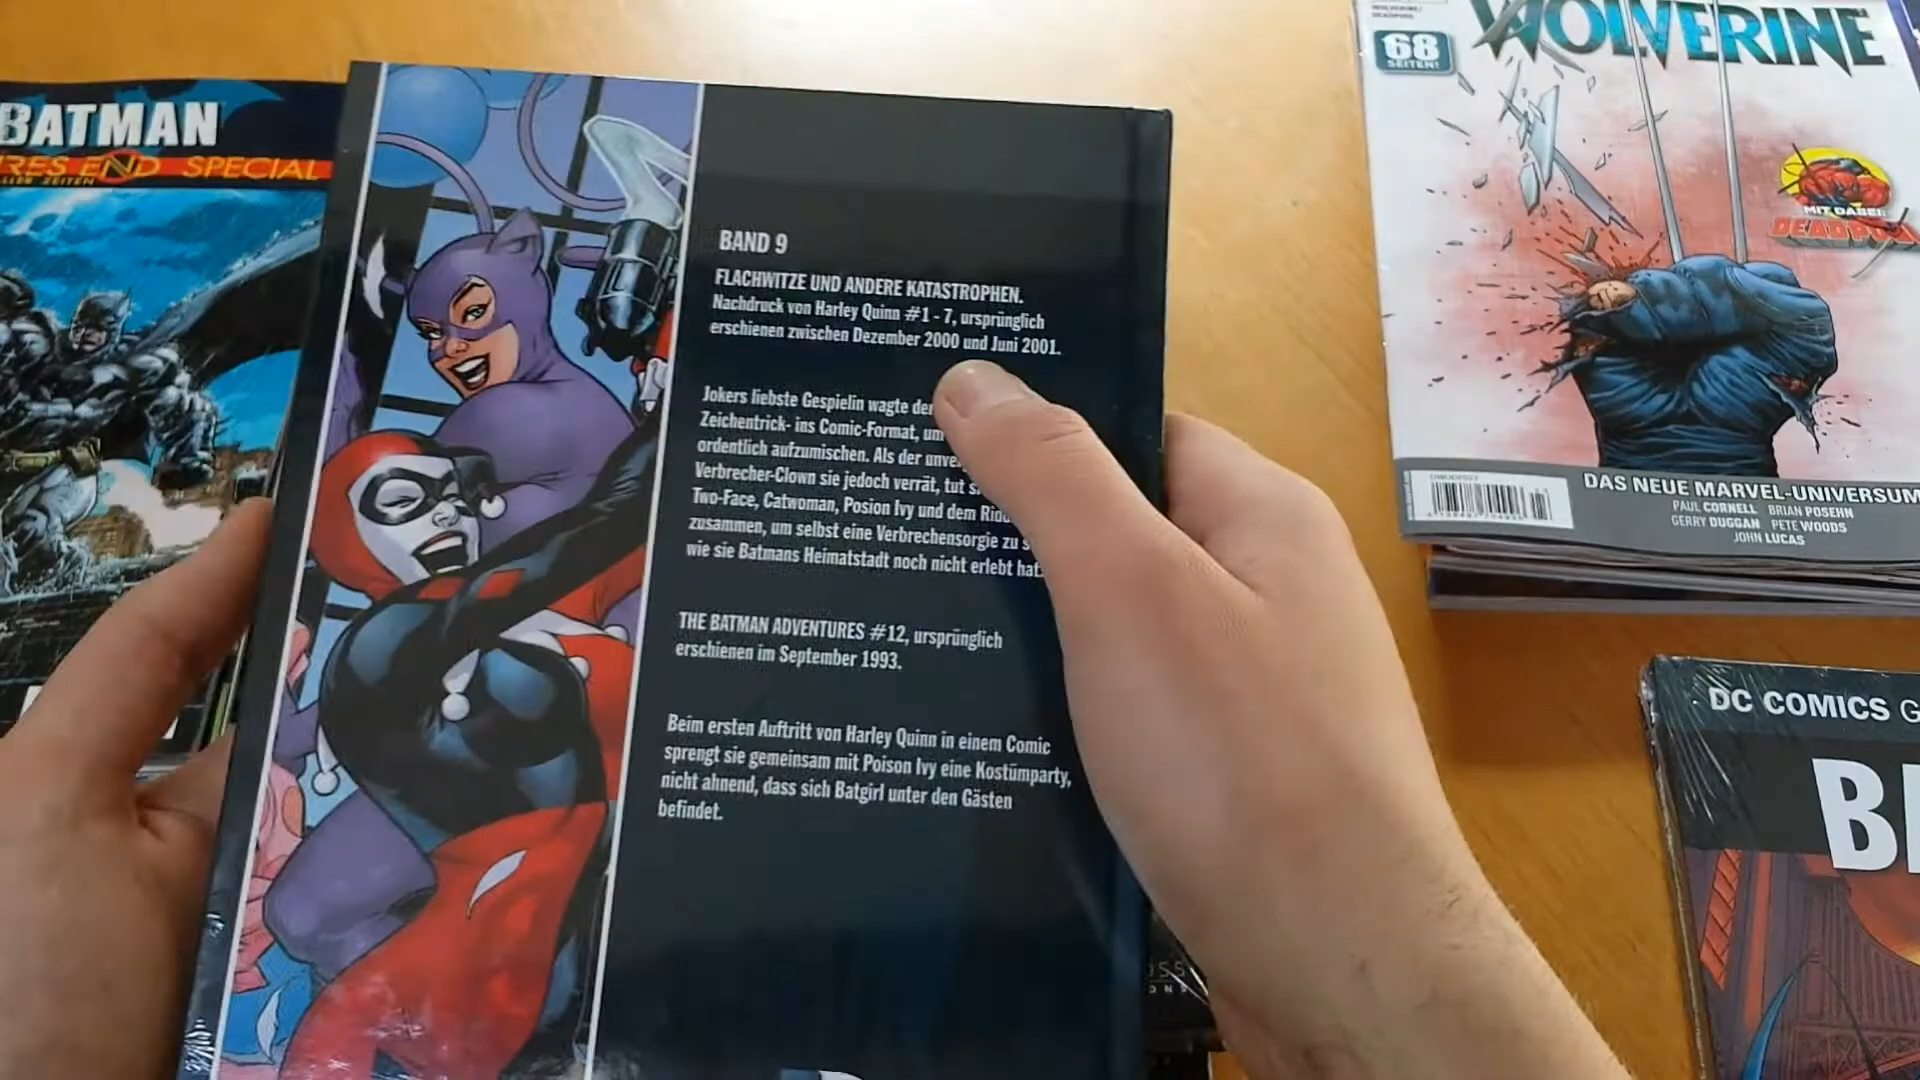 BATMAN
RES END SPECIAL
ALLER ZEITEN
BAND 9
FLACHWITZE UND ANDERE KATASTROPHEN.
Nachdruck von Harley Quinn #1 - 7, ursprünglich
erschienen zwischen Dezember 2000 und Juni 2001.
Jokers liebste Gespielin wagte
Zeichentrick- ins Comic-Format, um
ordentlich aufzumischen. Als der
Verbrecher-Clown sie jedoch verrät, tut
Two-Face, Catwoman, Posion Ivy und dem
zusammen, um selbst eine Verbrechensorgie zu
wie sie Batmans Heimatstadt noch nicht erlebt hat.
THE BATMAN ADVENTURES #12, ursprünglich
erschienen im September 1993.
Beim ersten Auftritt von Harley Quinn in einem Comic
sprengt sie gemeinsam mit Poison Ivy eine Kostümparty,
nicht ahnend, dass sich Batgirl unter den Gästen
befindet.
WOLVERINE/
DEADPOOL
WOLVERINE
68
SEITEN!
MIT DABEI:
DEADPOOL
DAS NEUE MARVEL-UNIVERSUM
PAUL CORNELL BRIAN POSEHN
GERRY DUGGAN PETE WOODS
JOHN LUCAS
DC COMICS G